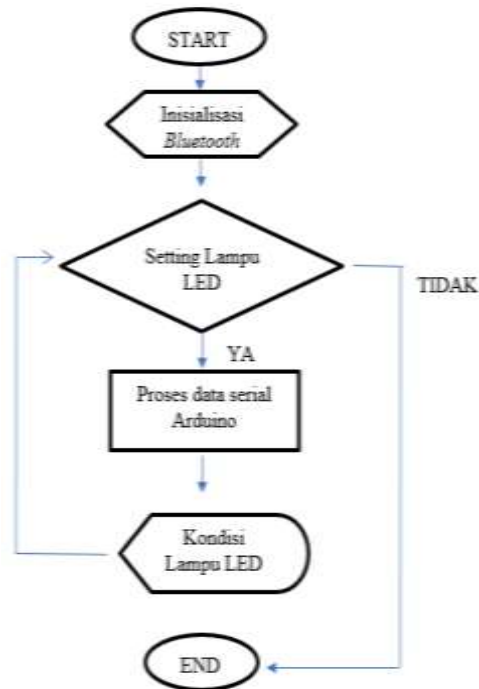 START
Inisialisasi
Bluetooth
Setting Lampu
LED
TIDAK
YA
Proses data serial
Arduino
Kondisi
Lampu LED
END